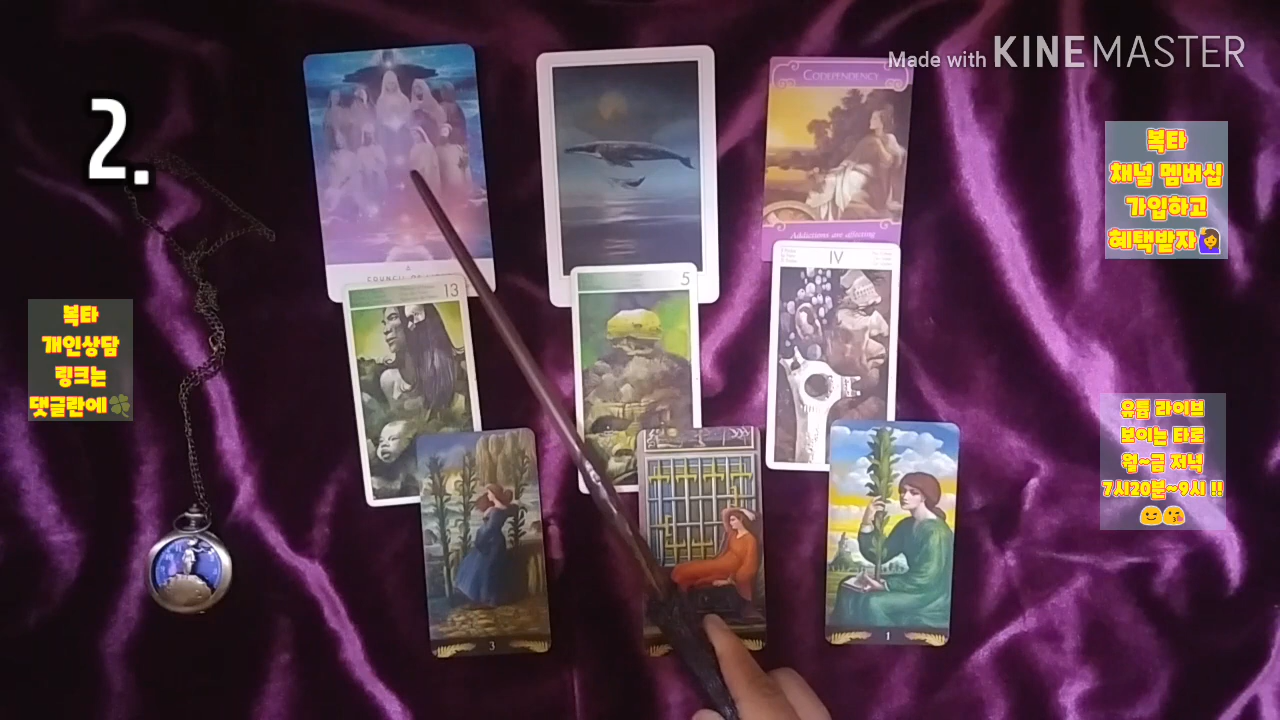 Made with KINEMASTER
2.
CODEPENDENCY
Addictions are affecting
복타
채널 멤버십
가입하고
혜택받자🙋‍♀️
복타
개인상담
링크는
댓글란에🍀
13
5
IV
유튭 라이브
보이는 타로
월~금 저녁
7시20분~9시 !!
😊😘
3
1